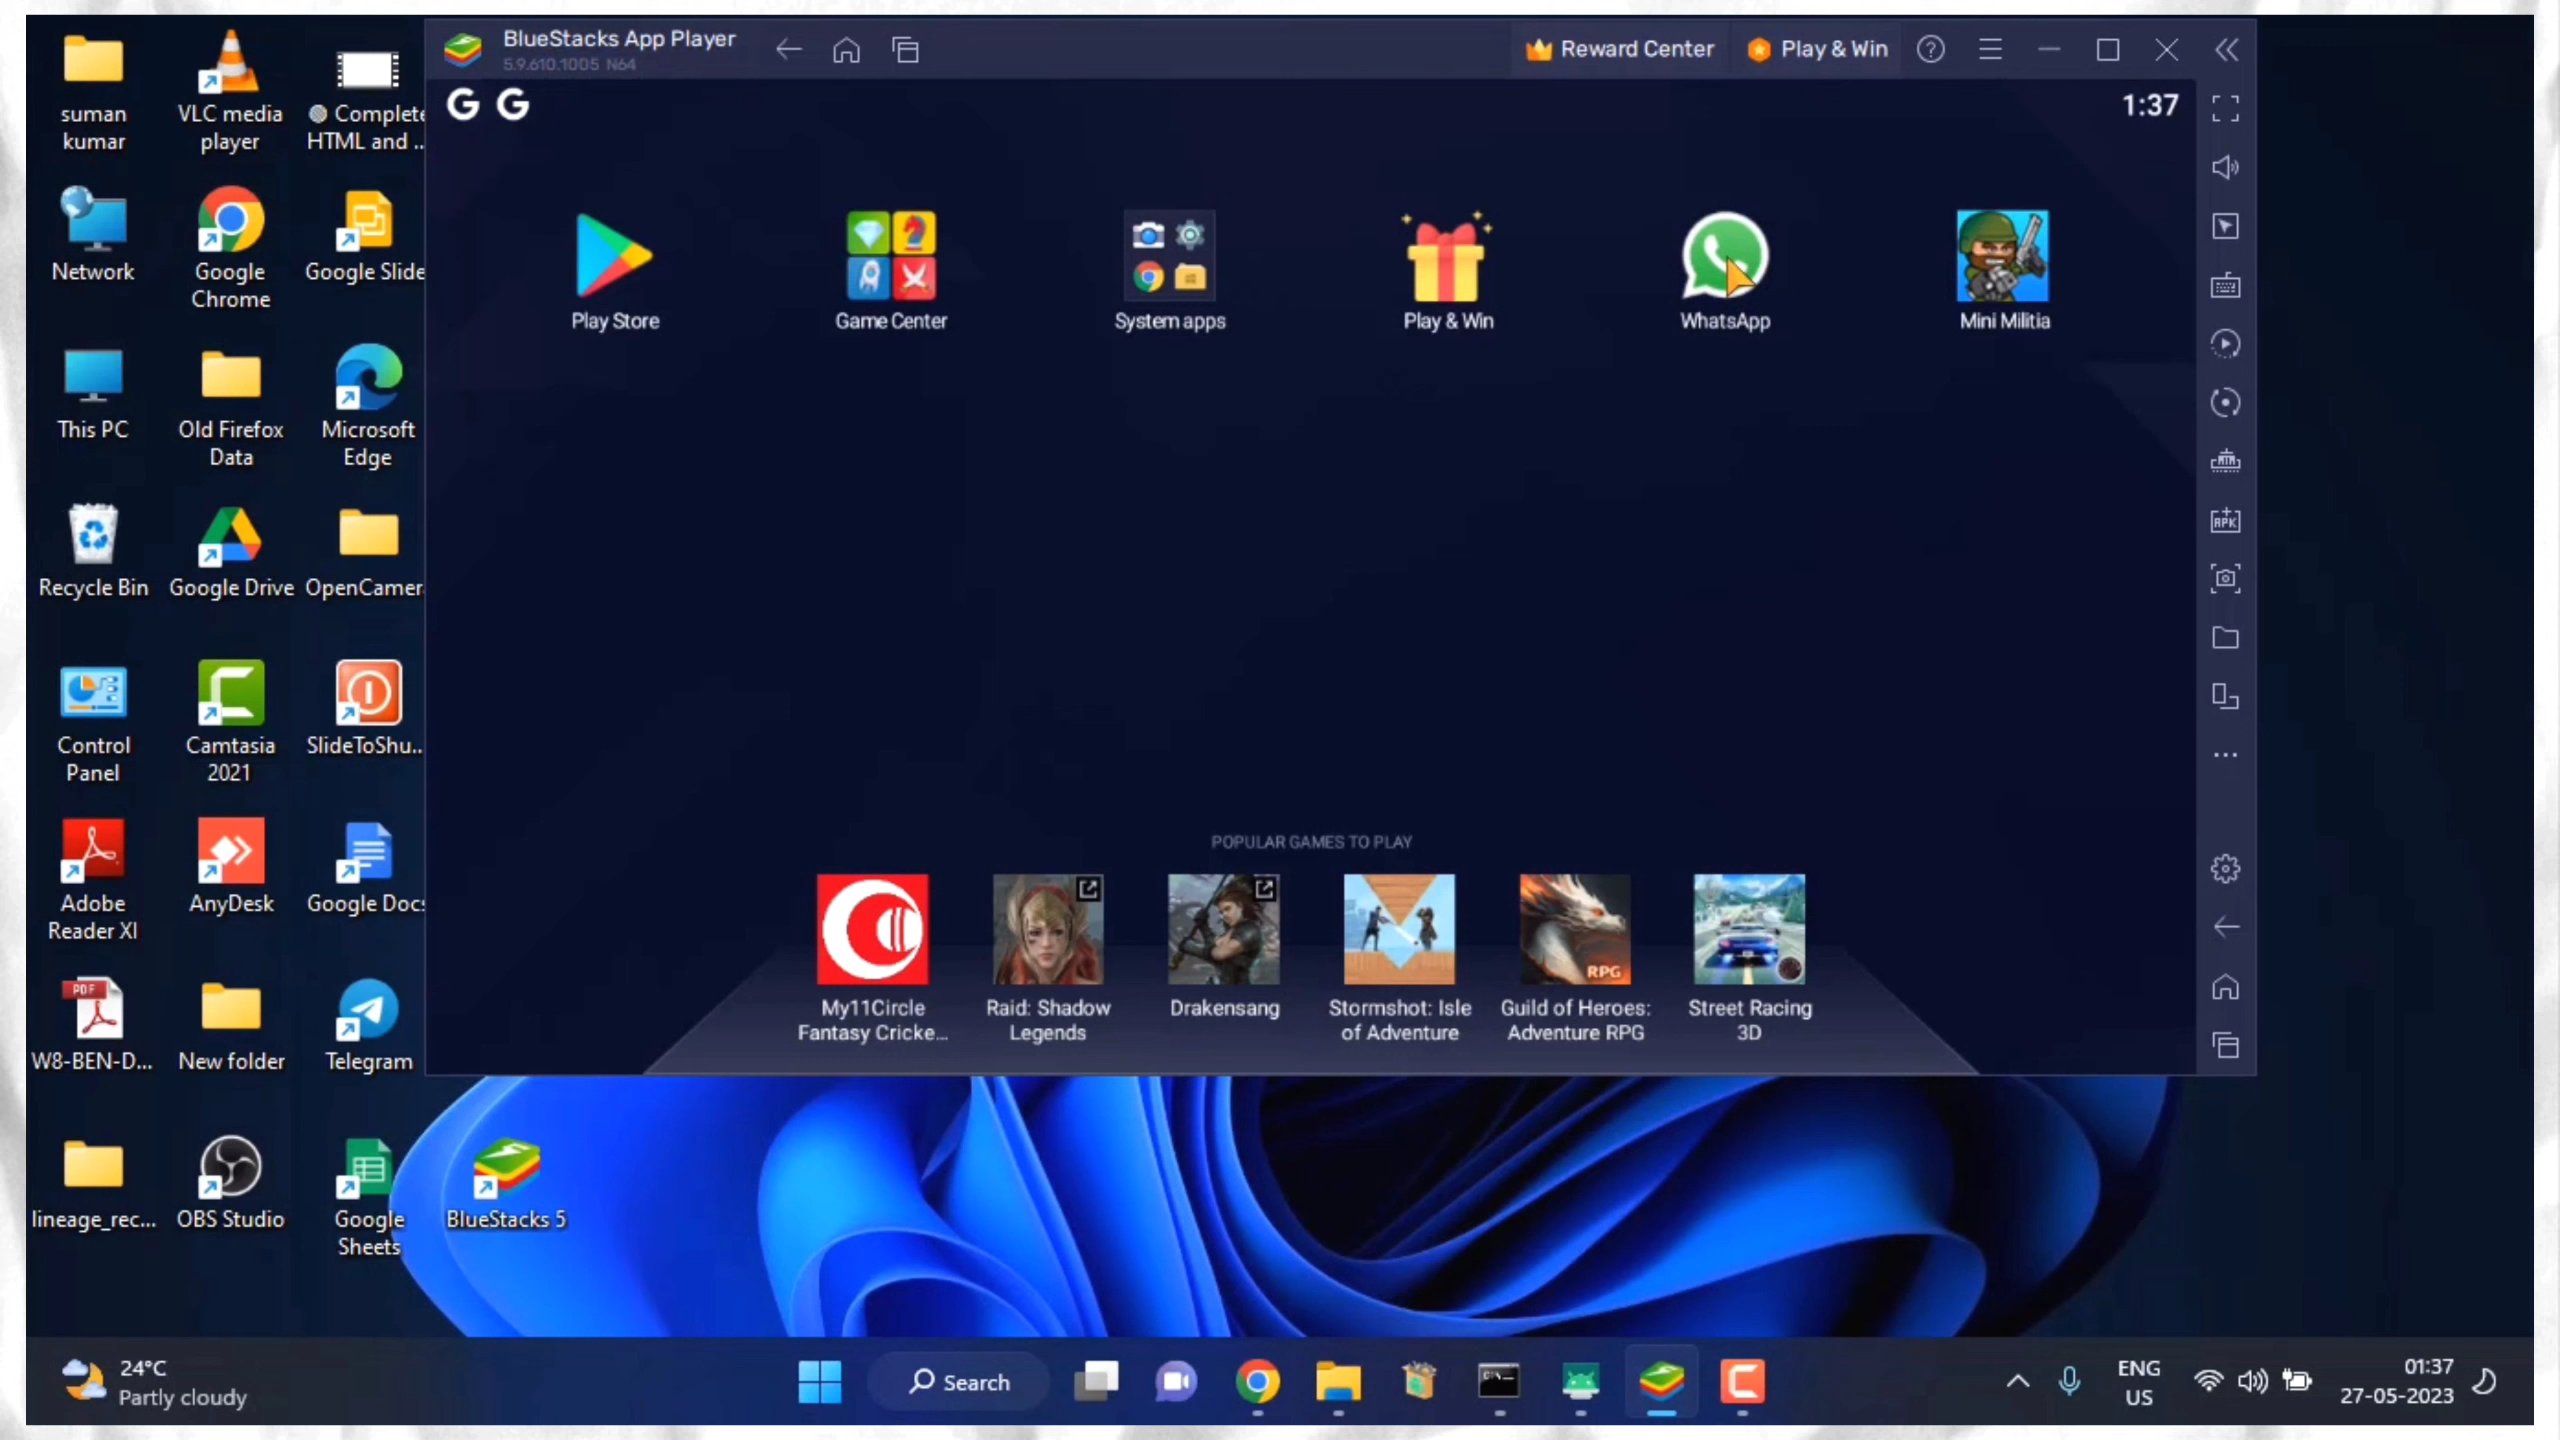 suman
kumar
VLC media
player
Complete
HTML and ..
Network
Google
Chrome
Google Slide
This PC
Old Firefox
Data
Microsoft
Edge
Recycle Bin
Google Drive
OpenCamer
Control
Panel
Camtasia
2021
SlideToShu..
Adobe
Reader XI
AnyDesk
Google Docs
PDF
W8-BEN-D...
New folder
Telegram
lineage_rec...
OBS Studio
Google
Sheets
BlueStacks 5
BlueStacks App Player
5.9.610.1005 N64
Reward Center
Play & Win
G G
1:37
Play Store
Game Center
System apps
Play & Win
WhatsApp
Mini Militia
APK
POPULAR GAMES TO PLAY
RPG
My11Circle
Fantasy Cricke...
Raid: Shadow
Legends
Drakensang
Stormshot: Isle
of Adventure
Guild of Heroes:
Adventure RPG
Street Racing
3D
24°C
Partly cloudy
Search
ENG
US
01:37
27-05-2023